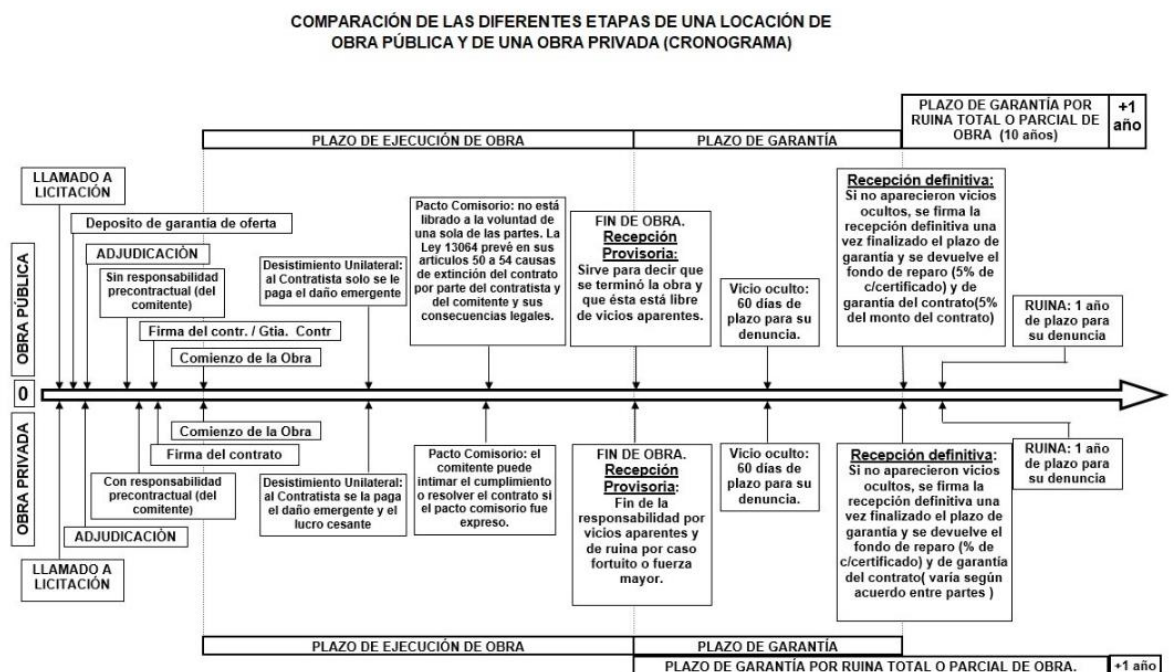 COMPARACIÓN DE LAS DIFERENTES ETAPAS DE UNA LOCACIÓN DE
OBRA PÚBLICA Y DE UNA OBRA PRIVADA (CRONOGRAMA)
PLAZO DE GARANTÍA POR
RUINA TOTAL O PARCIAL DE
OBRA (10 años)
+1
año
PLAZO DE EJECUCIÓN DE OBRA
PLAZO DE GARANTÍA
OBRA PÚBLICA
LLAMADO A
LICITACIÓN
Deposito de garantía de oferta
ADJUDICACIÓN
Sin responsabilidad
precontractual (del
comitente)
Firma del contr. / Gtia. Contr
Comienzo de la Obra
Desistimiento Unilateral:
al Contratista solo se le
paga el daño emergente
Pacto Comisorio: no está
librado a la voluntad de
una sola de las partes. La
Ley 13064 prevé en sus
artículos 50 a 54 causas
de extinción del contrato
por parte del contratista y
del comitente y sus
consecuencias legales.
FIN DE OBRA.
Recepción
Provisoria:
Sirve para decir que
se terminó la obra y
que ésta está libre
de vicios aparentes.
Vicio oculto:
60 días de
plazo para su
denuncia.
Recepción definitiva:
Si no aparecieron vicios
ocultos, se firma la
recepción definitiva una
vez finalizado el plazo de
garantía y se devuelve el
fondo de reparo (5% de
c/certificado) y de
garantía del contrato(5%
del monto del contrato)
RUINA: 1 año
de plazo para
su denuncia
0
OBRA PRIVADA
Comienzo de la Obra
Firma del contrato
Con responsabilidad
precontractual (del
comitente)
ADJUDICACIÓN
LLAMADO A
LICITACIÓN
Desistimiento Unilateral:
al Contratista se la paga
el daño emergente y el
lucro cesante
Pacto Comisorio: el
comitente puede
intimar el cumplimiento
o resolver el contrato si
el pacto comisorio fue
expreso.
FIN DE OBRA.
Recepción
Provisoria:
Fin de la
responsabilidad por
vicios aparentes y
de ruina por caso
fortuito o fuerza
mayor.
Vicio oculto:
60 días de
plazo para su
denuncia.
Recepción definitiva:
Si no aparecieron vicios
ocultos, se firma la
recepción definitiva una
vez finalizado el plazo de
garantía y se devuelve el
fondo de reparo (% de
c/certificado) y de garantía
del contrato( varía según
acuerdo entre partes )
RUINA: 1 año
de plazo para
su denuncia
PLAZO DE EJECUCIÓN DE OBRA
PLAZO DE GARANTÍA
PLAZO DE GARANTÍA POR RUINA TOTAL O PARCIAL DE OBRA.
+1 año